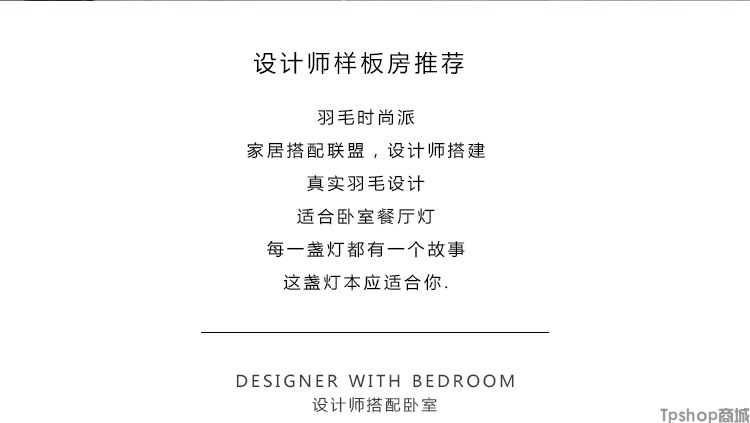 设计师样板房推荐
羽毛时尚派
家居搭配联盟，设计师搭建
真实羽毛设计
适合卧室餐厅灯
每一盏灯都有一个故事
这盏灯本应适合你.
DESIGNER WITH BEDROOM
设计师搭配卧室
Tpshop商城